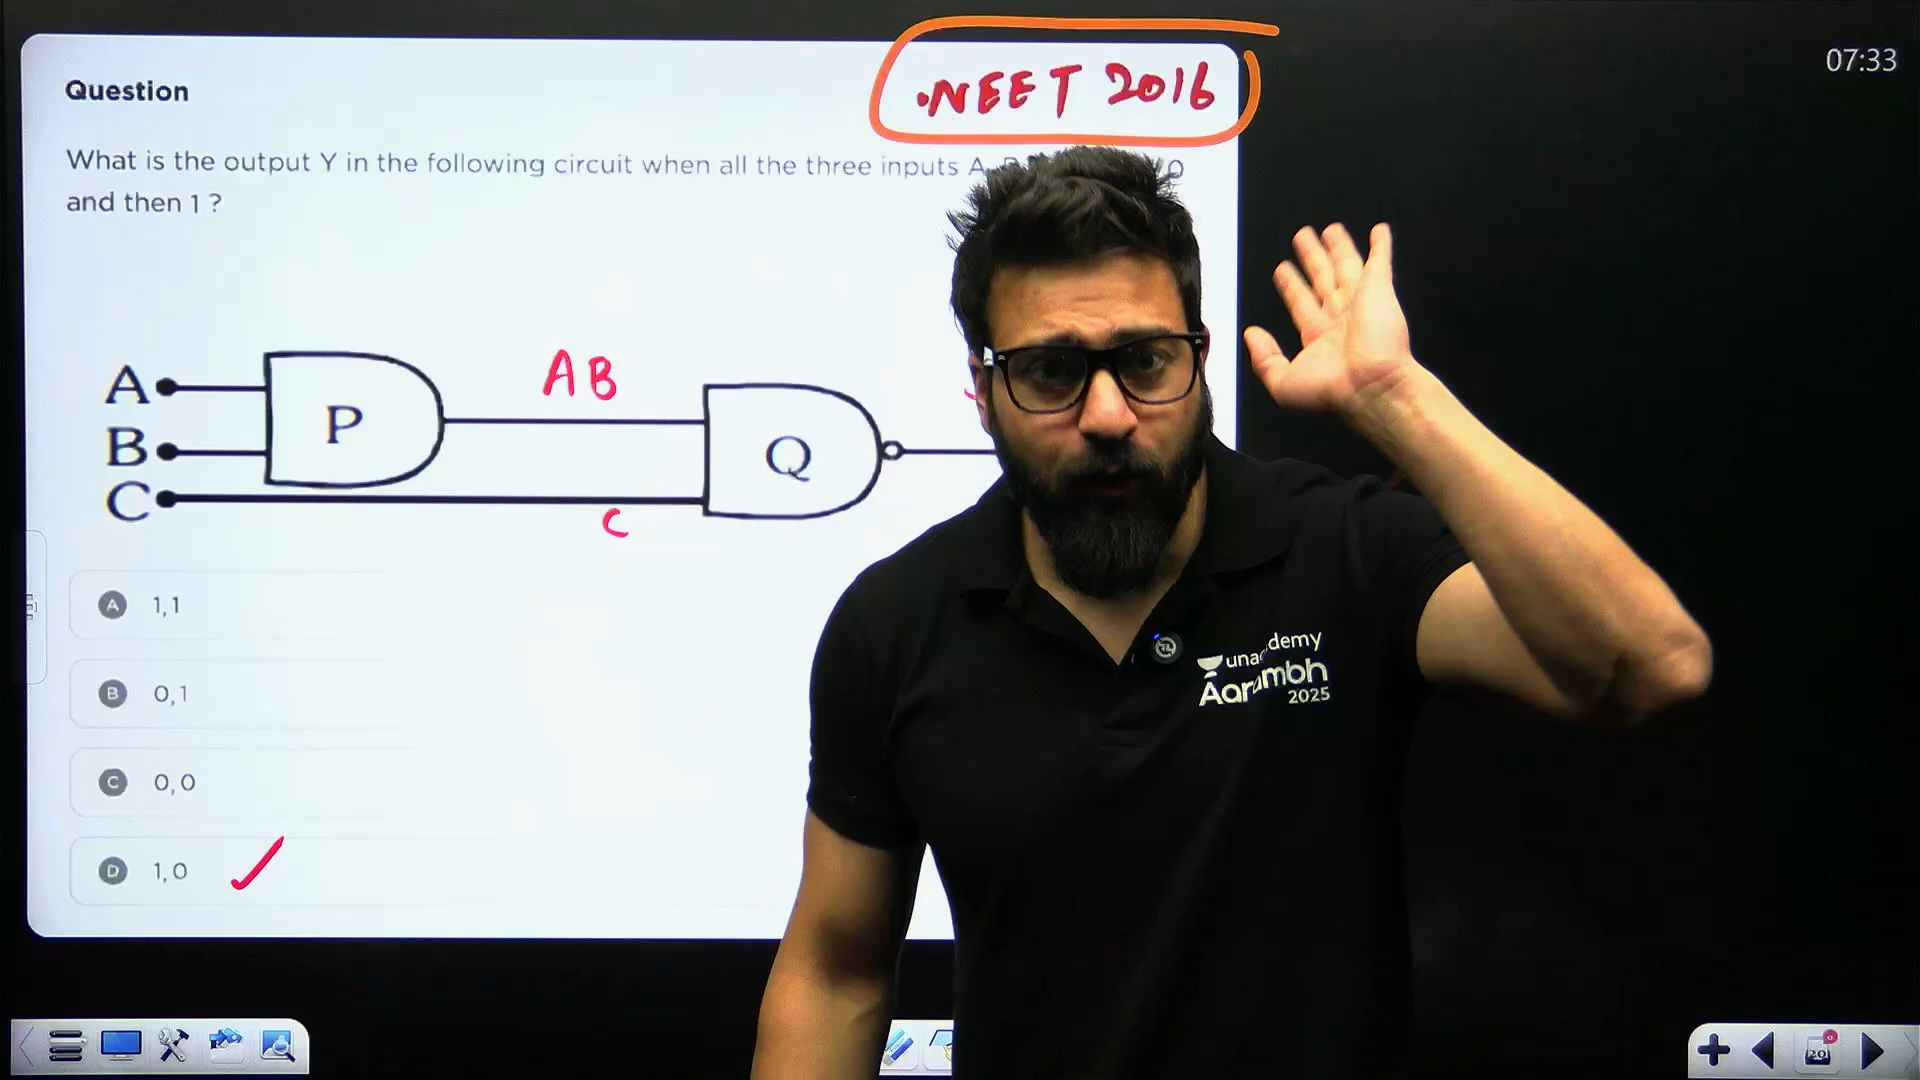 07:33
.NEET 2016
Question
What is the output Y in the following circuit when all the three inputs A
and then 1 ?
A
B
C
P
AB
C
Q
A 1,1
B 0,1
C 0,0
D 1,0
unacademy
Aarambh
2025